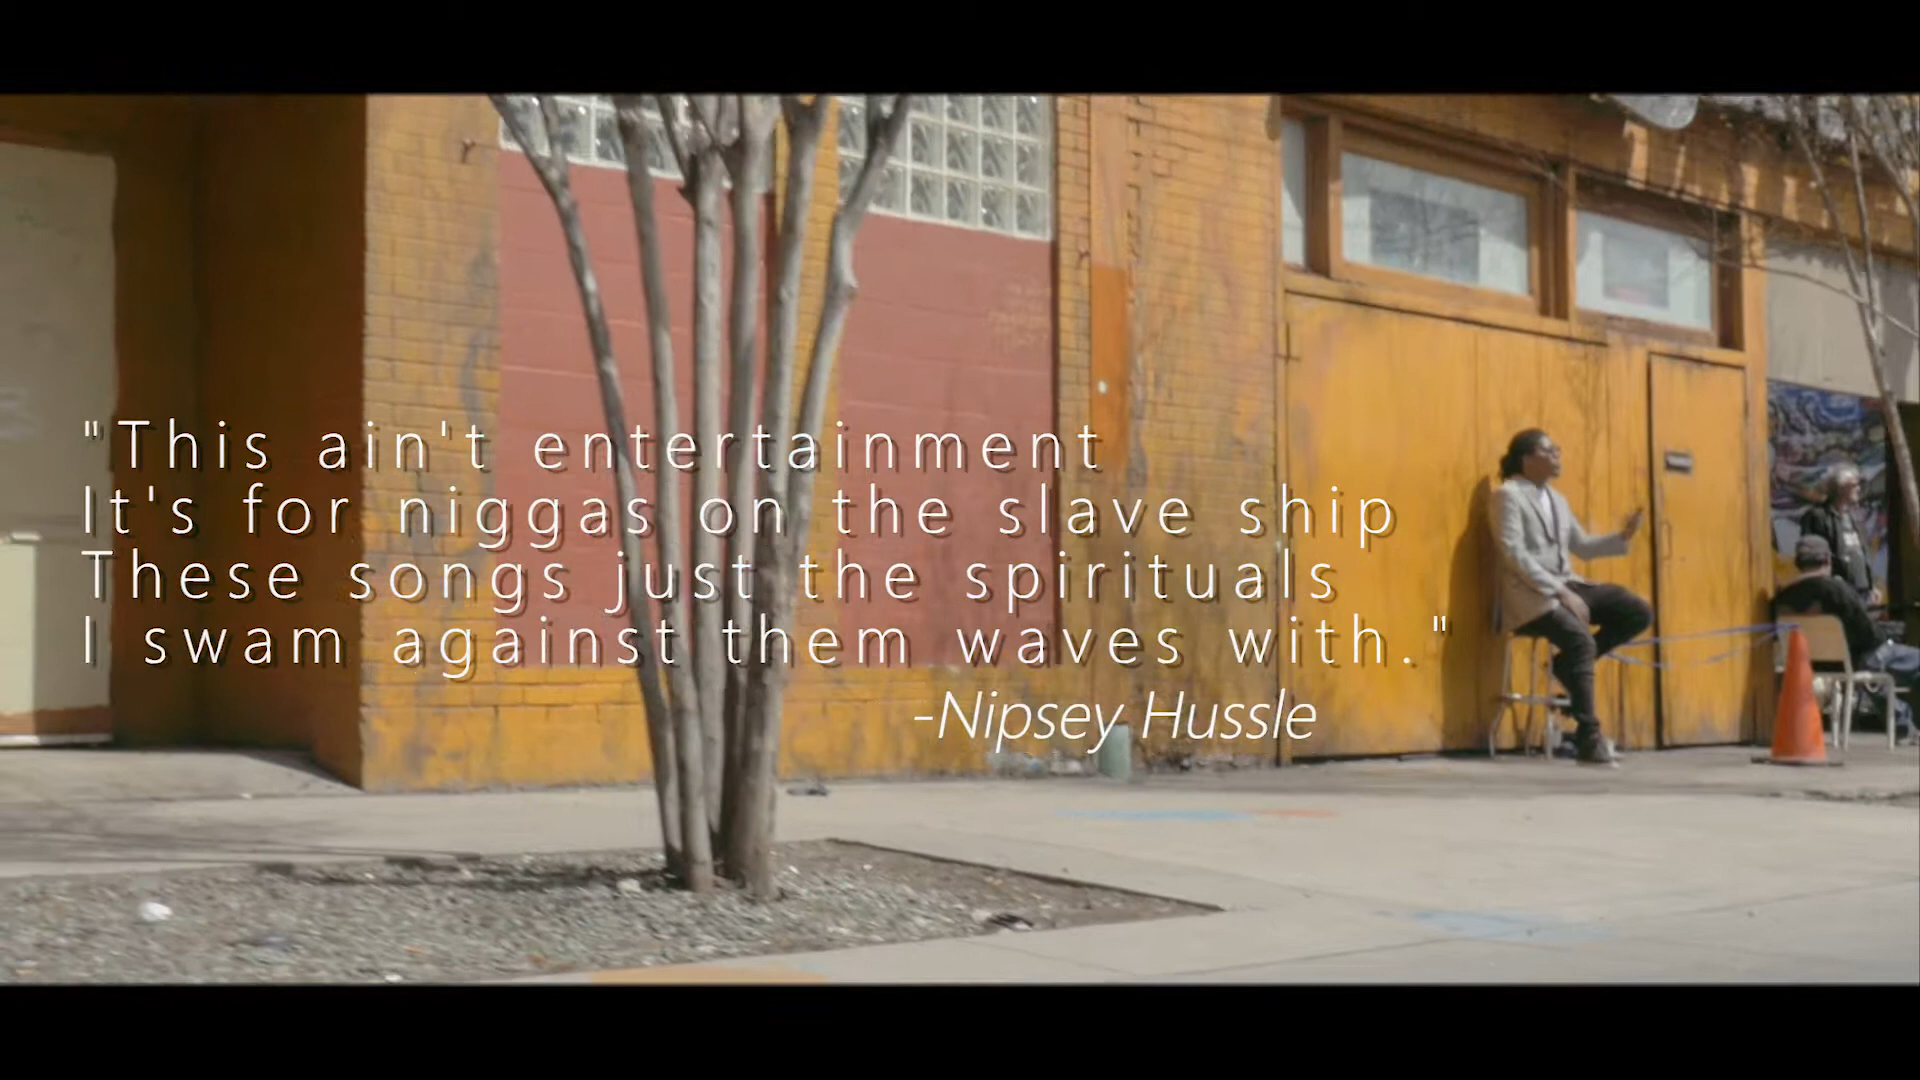 "This ain't entertainment
It's for niggas on the slave ship
These songs just the spirituals
I swam against them waves with."
-Nipsey Hussle